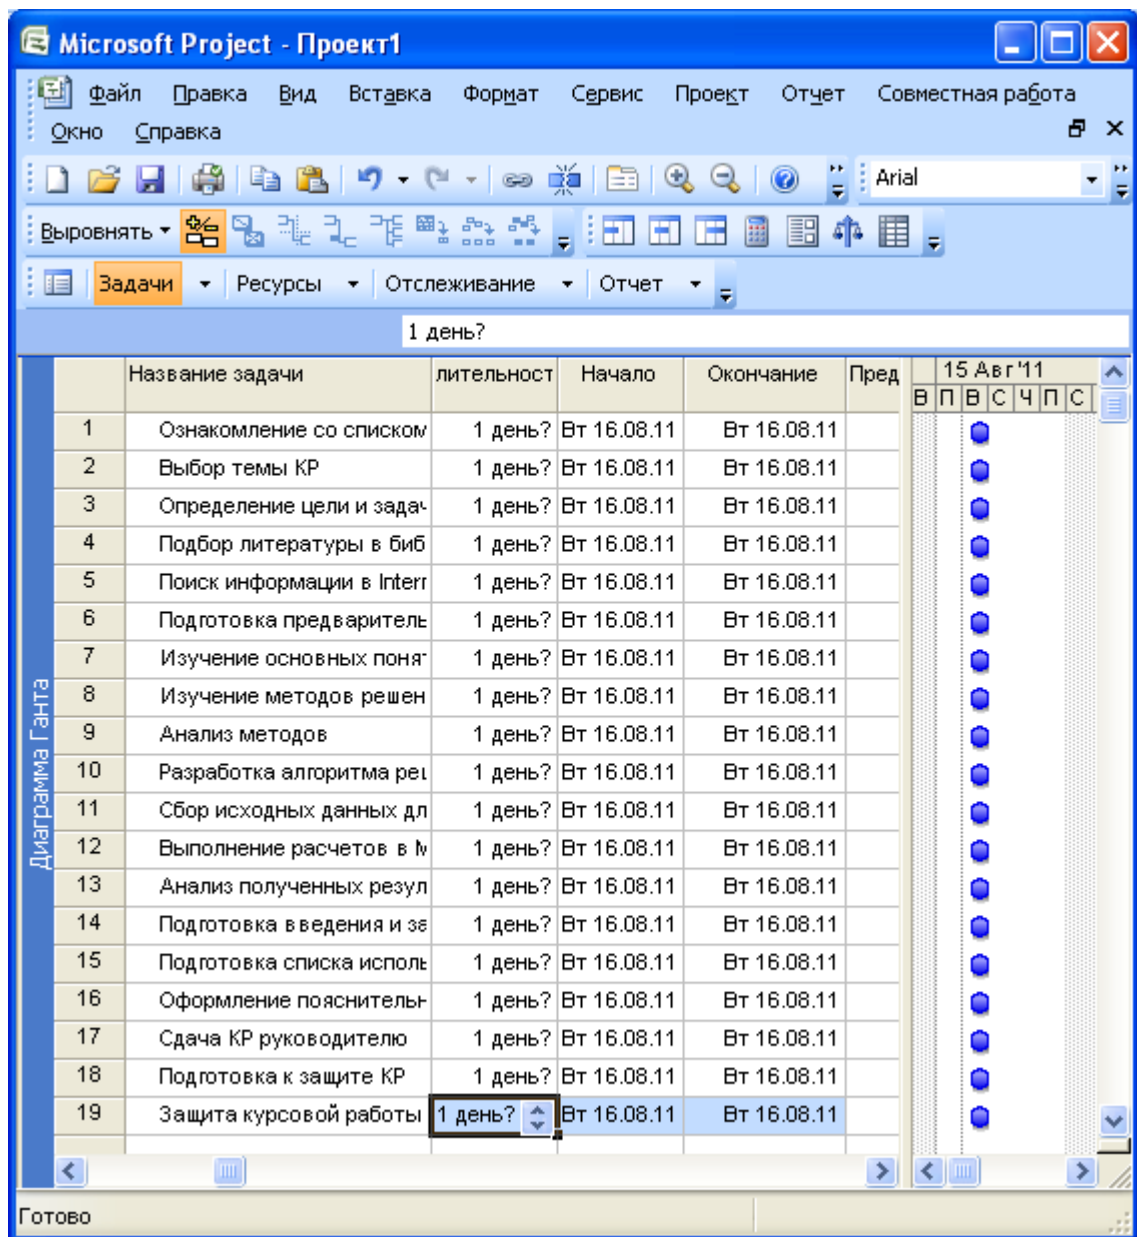 Microsoft Project - Проект1
Файл Правка Вид Вставка Формат Сервис Проект Отчет Совместная работа
Окно Справка
Arial
Выровнять
Задачи Ресурсы Отслеживание Отчет
1 день?
Название задачи лительност Начало Окончание Пред 15 Авг '11
В П В С Ч П С
1 Ознакомление со списком 1 день? Вт 16.08.11 Вт 16.08.11
2 Выбор темы КР 1 день? Вт 16.08.11 Вт 16.08.11
3 Определение цели и задач 1 день? Вт 16.08.11 Вт 16.08.11
4 Подбор литературы в биб 1 день? Вт 16.08.11 Вт 16.08.11
5 Поиск информации в Intern 1 день? Вт 16.08.11 Вт 16.08.11
6 Подготовка предваритель 1 день? Вт 16.08.11 Вт 16.08.11
7 Изучение основных понят 1 день? Вт 16.08.11 Вт 16.08.11
8 Изучение методов решен 1 день? Вт 16.08.11 Вт 16.08.11
9 Анализ методов 1 день? Вт 16.08.11 Вт 16.08.11
10 Разработка алгоритма реш 1 день? Вт 16.08.11 Вт 16.08.11
11 Сбор исходных данных дл 1 день? Вт 16.08.11 Вт 16.08.11
12 Выполнение расчетов в M 1 день? Вт 16.08.11 Вт 16.08.11
13 Анализ полученных резул 1 день? Вт 16.08.11 Вт 16.08.11
14 Подготовка введения и за 1 день? Вт 16.08.11 Вт 16.08.11
15 Подготовка списка исполь 1 день? Вт 16.08.11 Вт 16.08.11
16 Оформление пояснительн 1 день? Вт 16.08.11 Вт 16.08.11
17 Сдача КР руководителю 1 день? Вт 16.08.11 Вт 16.08.11
18 Подготовка к защите КР 1 день? Вт 16.08.11 Вт 16.08.11
19 Защита курсовой работы 1 день? Вт 16.08.11 Вт 16.08.11
Диаграмма Ганта
Готово